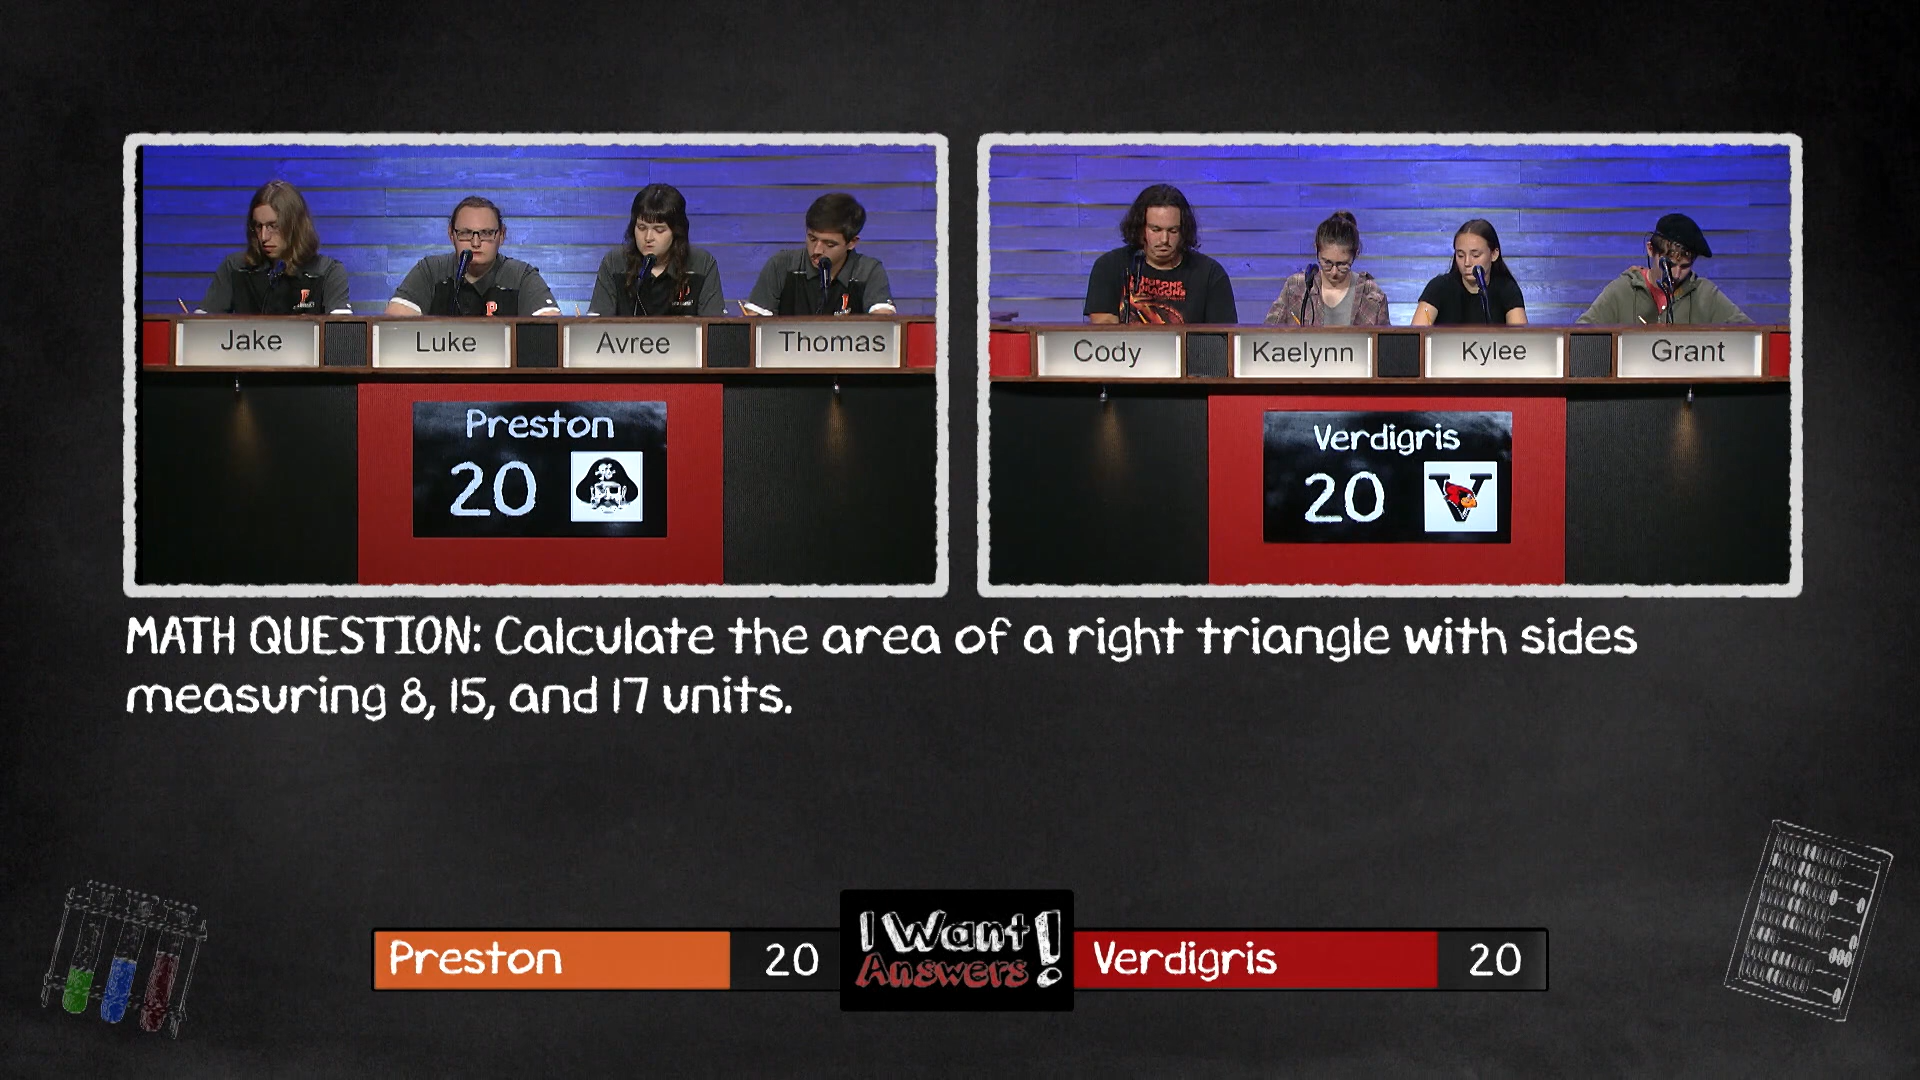 Jake
Luke
Avree
Thomas
Preston
20
Cody
Kaelynn
Kylee
Grant
Verdigris
20
V
MATH QUESTION: Calculate the area of a right triangle with sides
measuring 8, 15, and 17 units.
Preston 20
I Want
Answers!
Verdigris 20